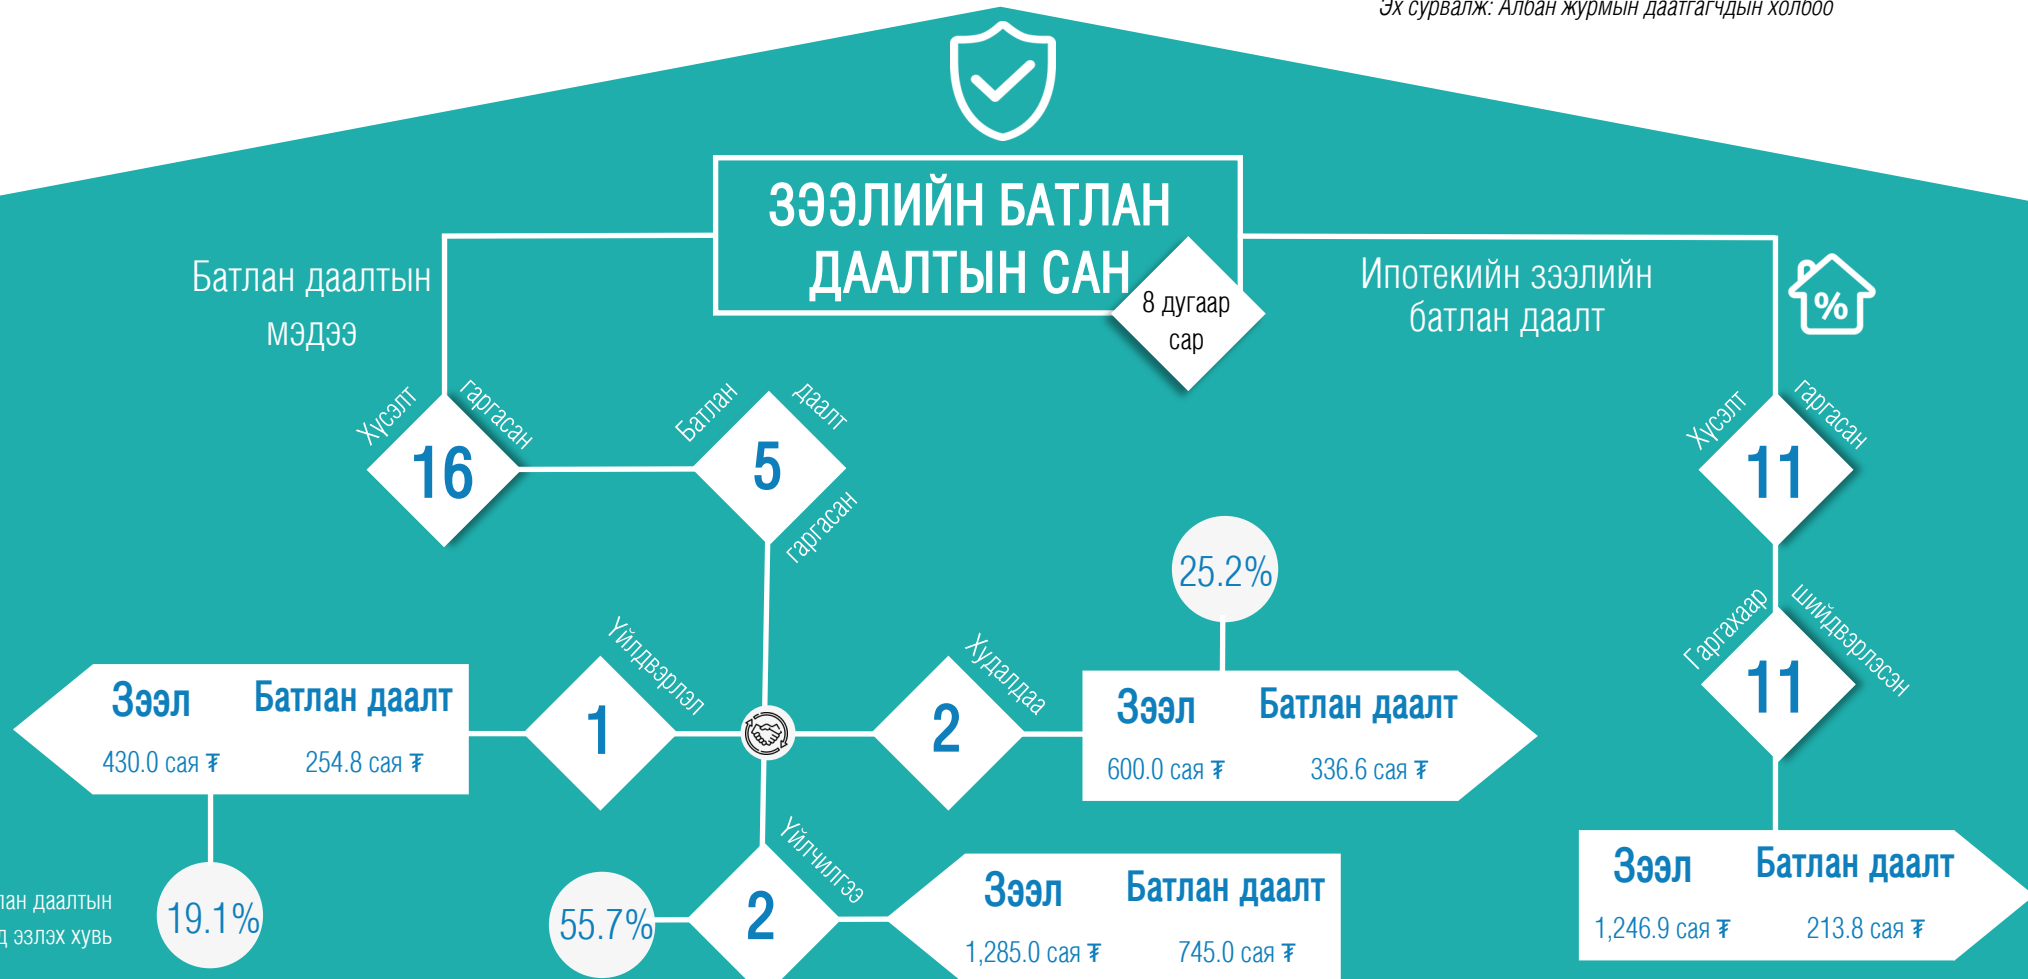 Эх сурвалж: Албан журмын даатгагчдын холбоо
ЗЭЭЛИЙН БАТЛАН
ДААЛТЫН САН
8 дугаар
сар
Батлан даалтын
мэдээ
Ипотекийн зээлийн
батлан даалт
%
Хүсэлт гаргасан
16
Батлан даалт
5
гаргасан
Хүсэлт гаргасан
11
25.2%
Гаргахаар шийдвэрлэсэн
11
Үйлдвэрлэл
1
Худалдаа
2
Зээл Батлан даалт
430.0 сая ₮ 254.8 сая ₮
Зээл Батлан даалт
600.0 сая ₮ 336.6 сая ₮
Үйлчилгээ
2
Зээл Батлан даалт
1,285.0 сая ₮ 745.0 сая ₮
Зээл Батлан даалт
1,246.9 сая ₮ 213.8 сая ₮
даалтын
эзлэх хувь
19.1%
55.7%